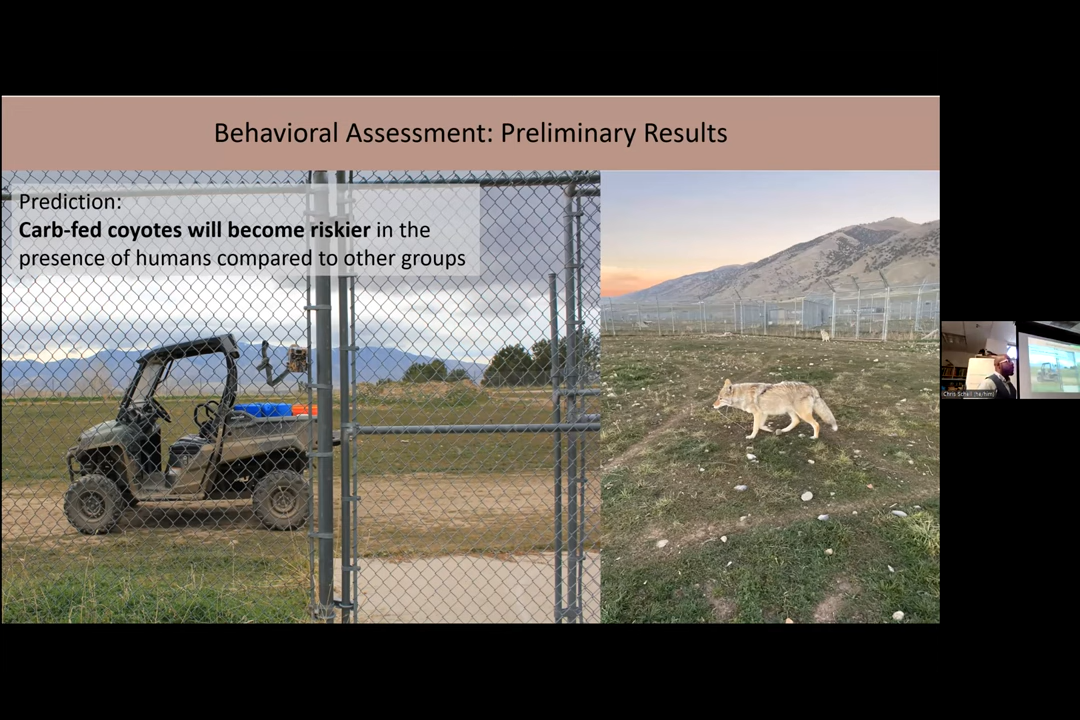 Behavioral Assessment: Preliminary Results
Prediction:
Carb-fed coyotes will become riskier in the
presence of humans compared to other groups
Chris Schell (he/him)